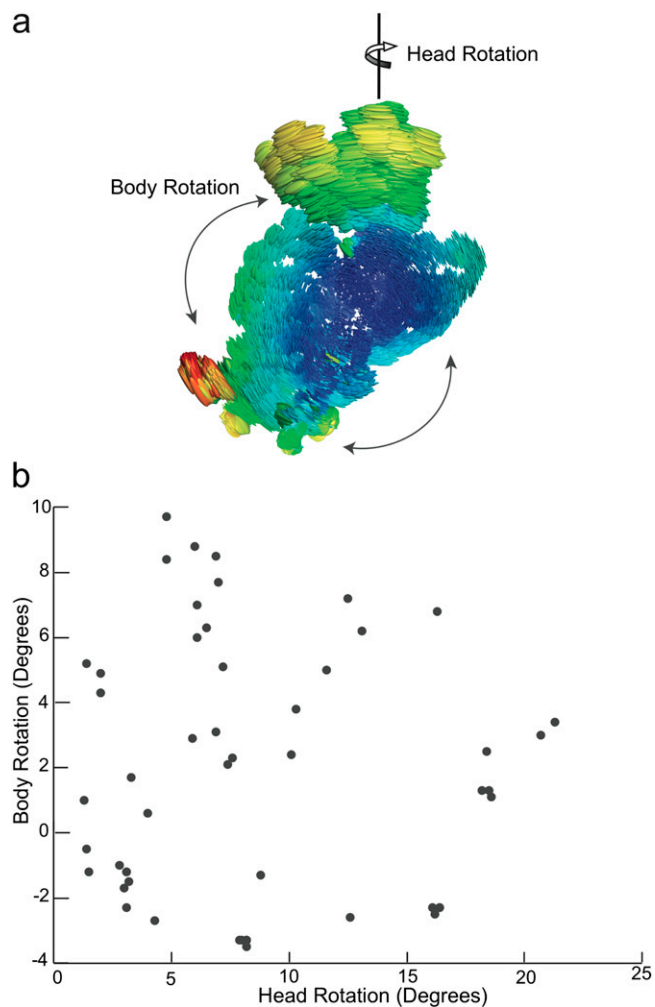 a
Head Rotation
Body Rotation
b
10
8
6
4
2
0
-2
-4
Body Rotation (Degrees)
0 5 10 15 20 25
Head Rotation (Degrees)